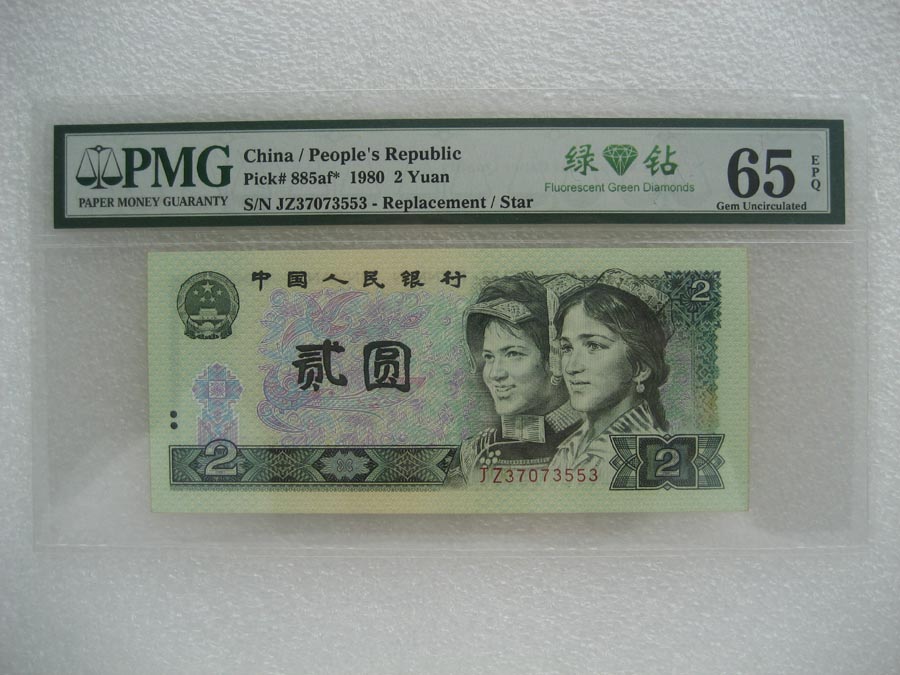 PMG
PAPER MONEY GUARANTY
China / People's Republic
Pick# 885af* 1980 2 Yuan
S/N JZ37073553 - Replacement / Star
绿 钻
Fluorescent Green Diamonds
65
EPQ
Gem Uncirculated
中国人民银行
2
贰圆
2
JZ37073553
2